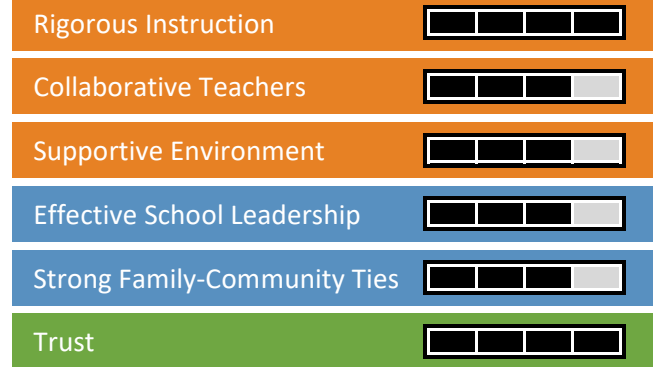 Rigorous Instruction
Collaborative Teachers
Supportive Environment
Effective School Leadership
Strong Family-Community Ties
Trust